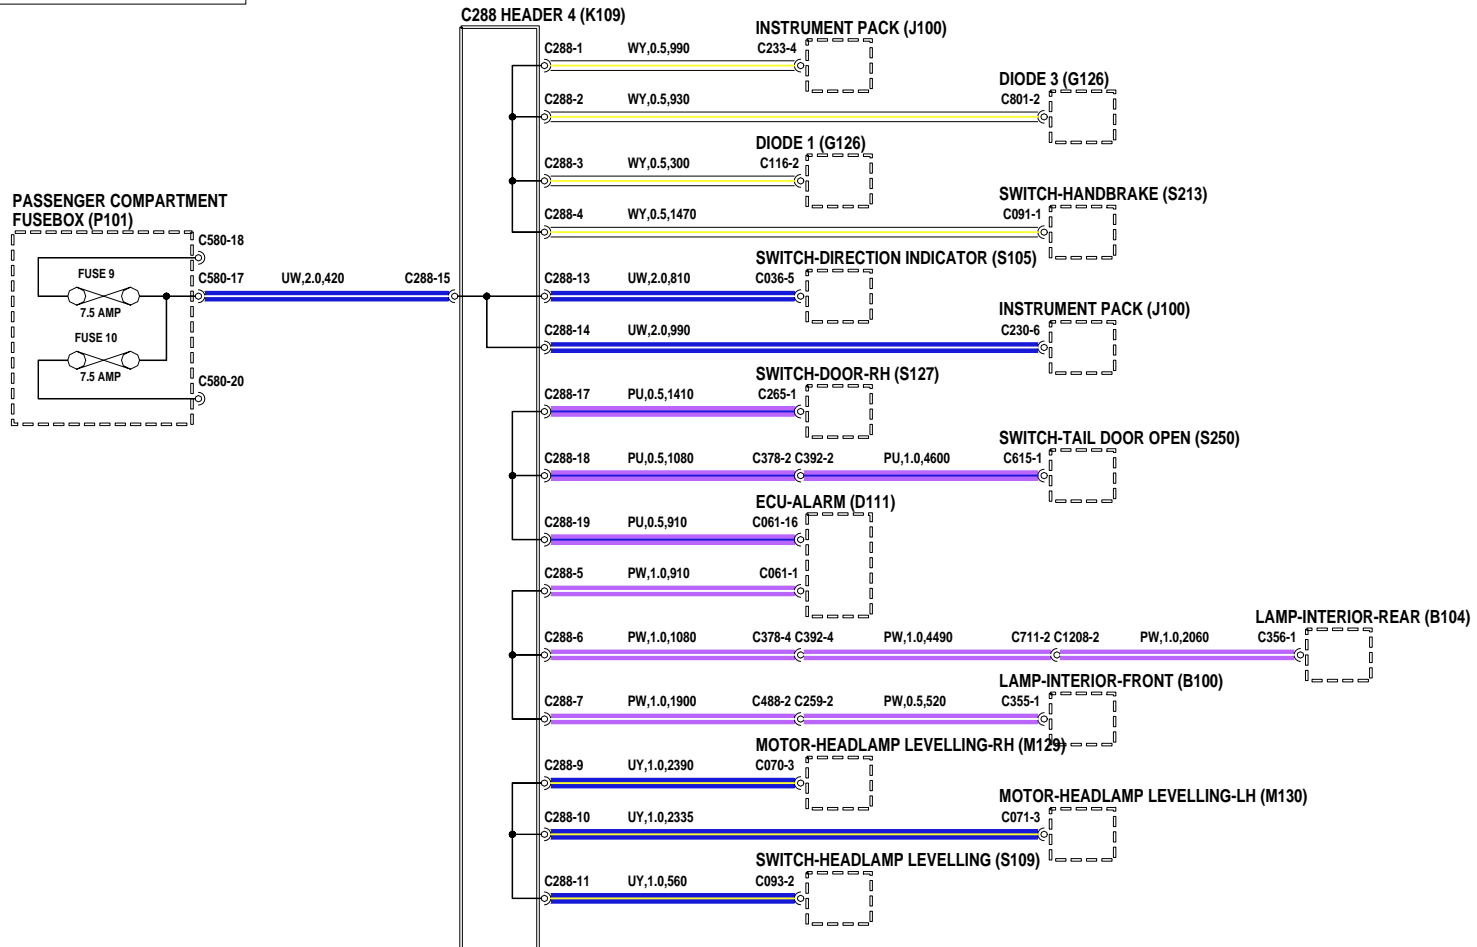 C288 HEADER 4 (K109)
INSTRUMENT PACK (J100)
C288-1 WY,0.5,990 C233-4
DIODE 3 (G126)
C288-2 WY,0.5,930 C801-2
DIODE 1 (G126)
C288-3 WY,0.5,300 C116-2
SWITCH-HANDBRAKE (S213)
C288-4 WY,0.5,1470 C091-1
PASSENGER COMPARTMENT
FUSEBOX (P101)
C580-18
FUSE 9
7.5 AMP
C580-17 UW,2.0,420 C288-15
FUSE 10
7.5 AMP
C580-20
SWITCH-DIRECTION INDICATOR (S105)
C288-13 UW,2.0,810 C036-5
INSTRUMENT PACK (J100)
C288-14 UW,2.0,990 C230-6
SWITCH-DOOR-RH (S127)
C288-17 PU,0.5,1410 C265-1
SWITCH-TAIL DOOR OPEN (S250)
C288-18 PU,0.5,1080 C378-2 C392-2 PU,1.0,4600 C615-1
ECU-ALARM (D111)
C288-19 PU,0.5,910 C061-16
C288-5 PW,1.0,910 C061-1
LAMP-INTERIOR-REAR (B104)
C288-6 PW,1.0,1080 C378-4 C392-4 PW,1.0,4490 C711-2 C1208-2 PW,1.0,2060 C356-1
LAMP-INTERIOR-FRONT (B100)
C288-7 PW,1.0,1900 C488-2 C259-2 PW,0.5,520 C355-1
MOTOR-HEADLAMP LEVELLING-RH (M129)
C288-9 UY,1.0,2390 C070-3
MOTOR-HEADLAMP LEVELLING-LH (M130)
C288-10 UY,1.0,2335 C071-3
SWITCH-HEADLAMP LEVELLING (S109)
C288-11 UY,1.0,560 C093-2